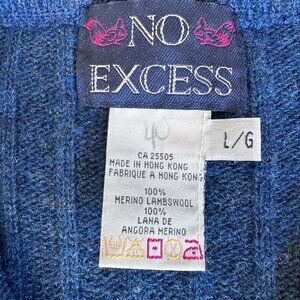 NO
EXCESS
L/G
40
CA 25505
MADE IN HONG KONG
FABRIQUE A HONG KONG
100%
MERINO LAMBSWOOL
100%
LANA DE
ANGORA MERINO